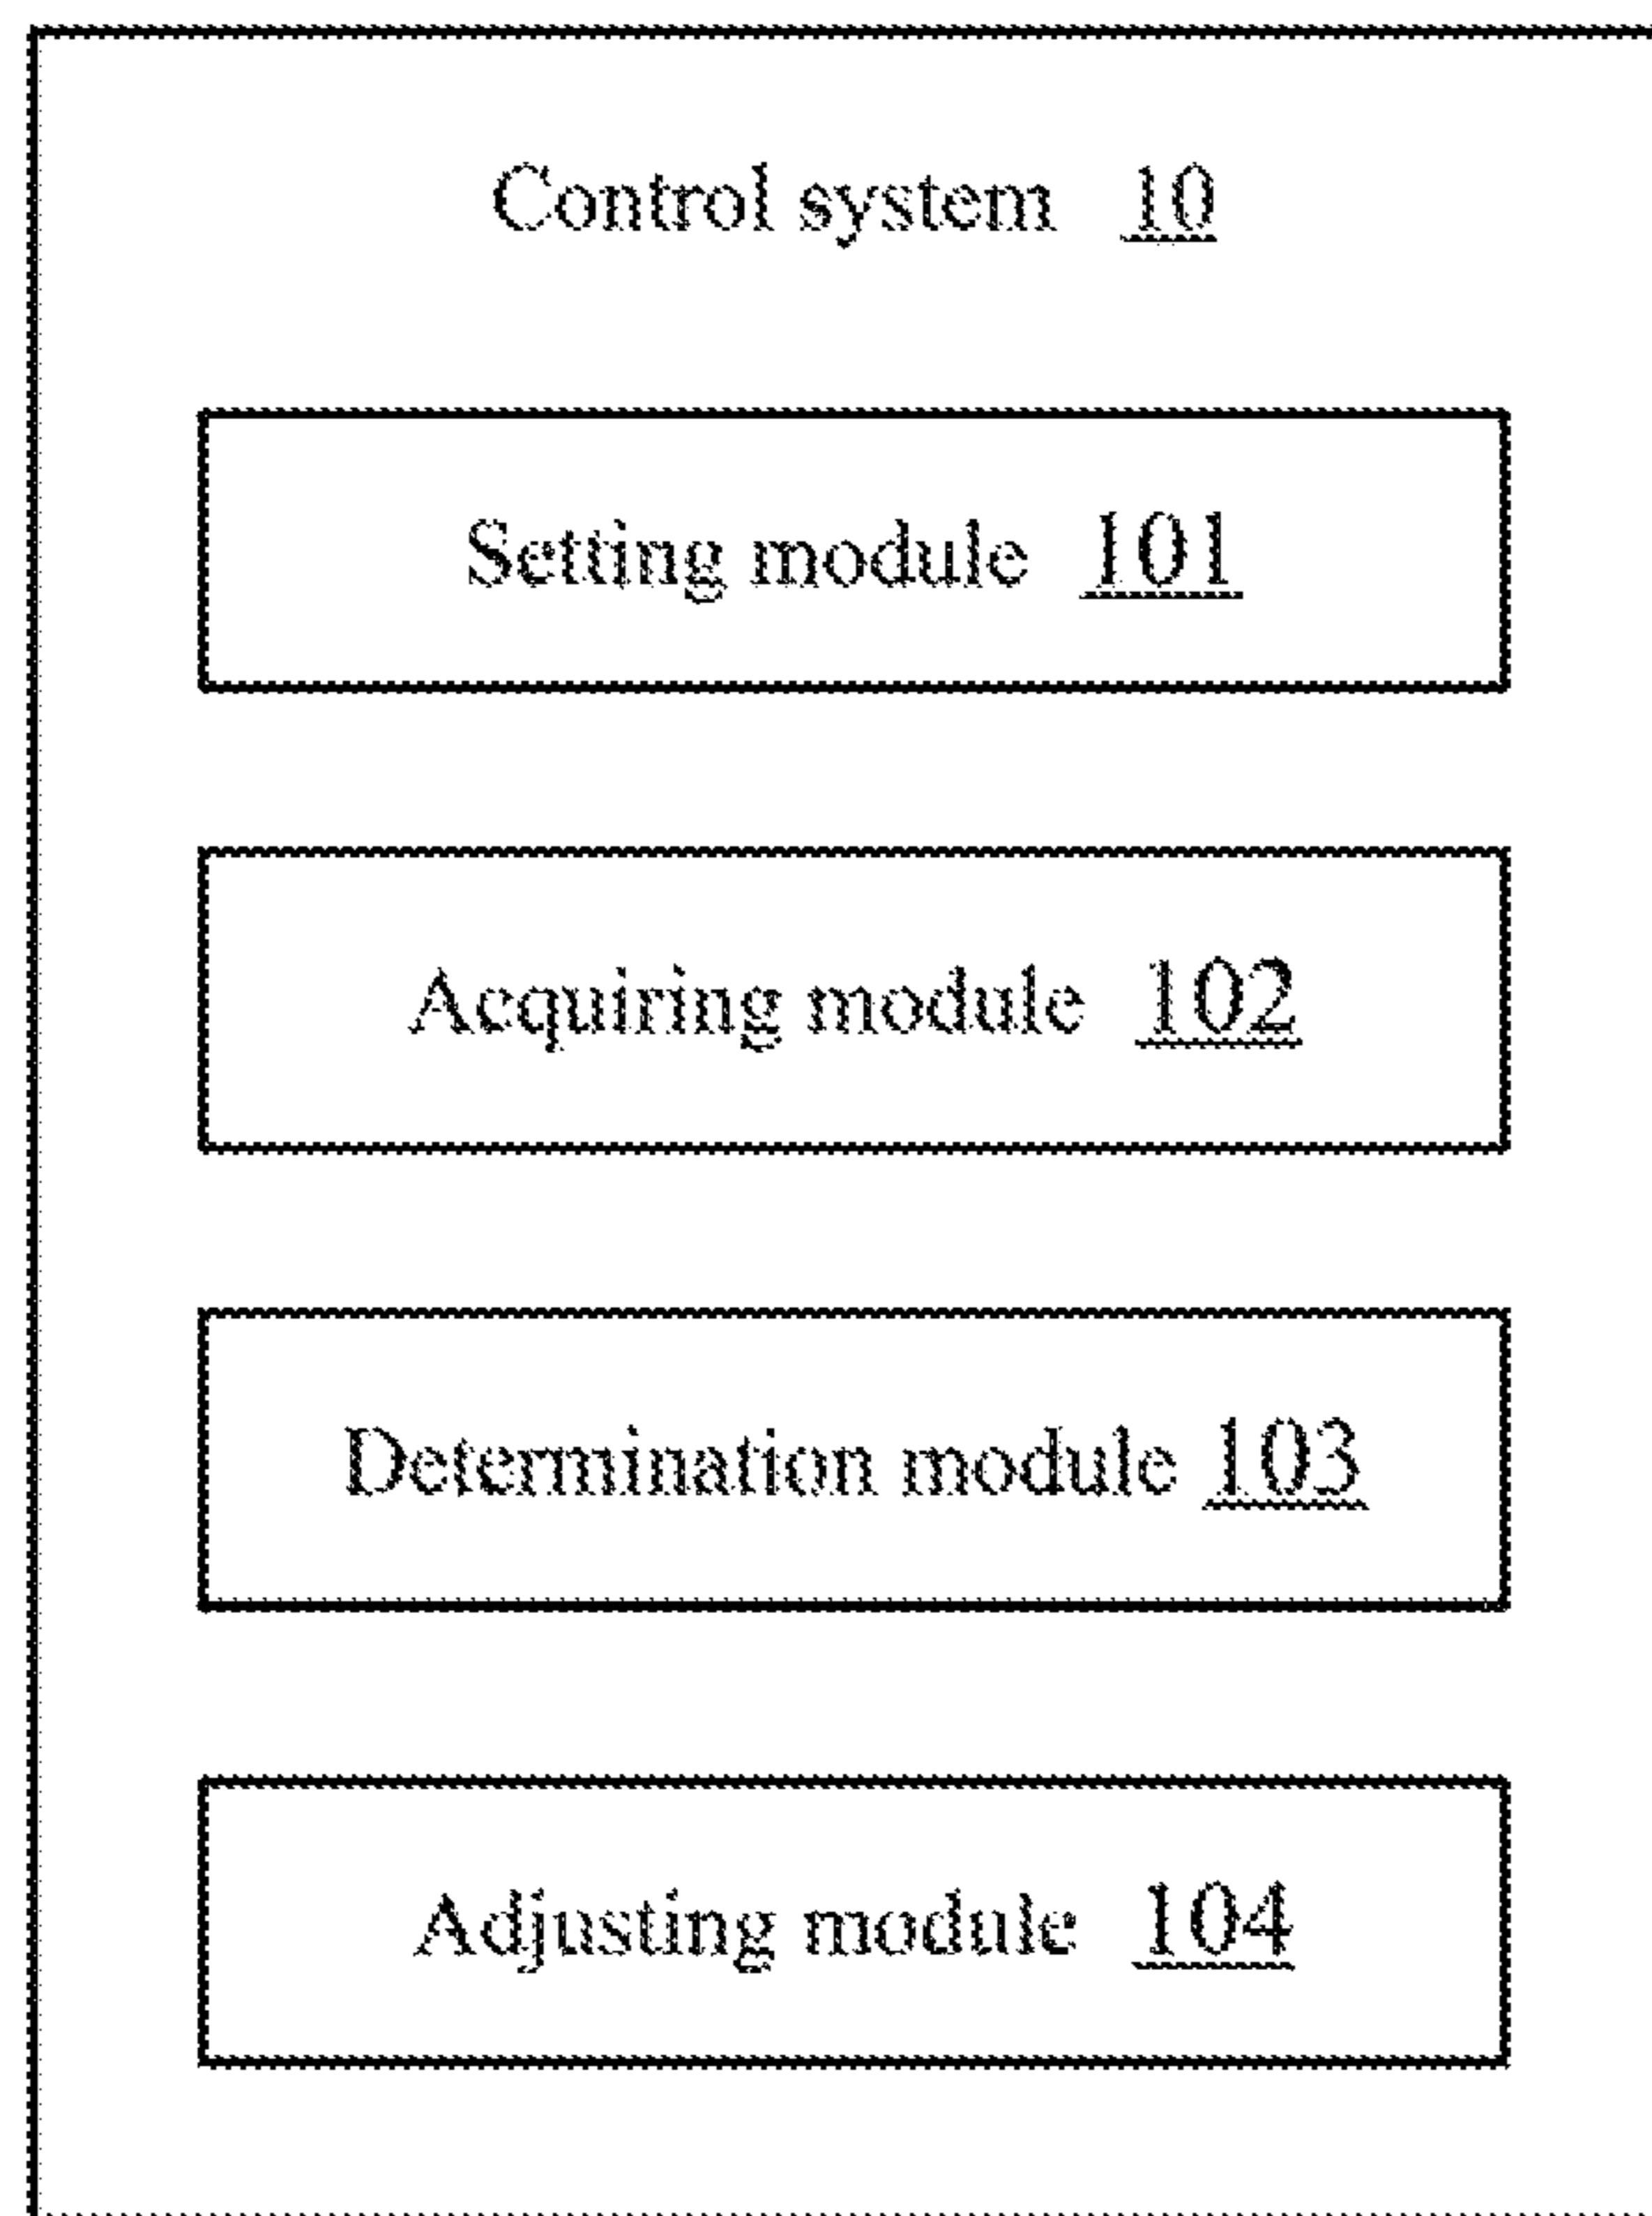 Control system 10
Setting module 101
Acquiring module 102
Determination module 103
Adjusting module 104